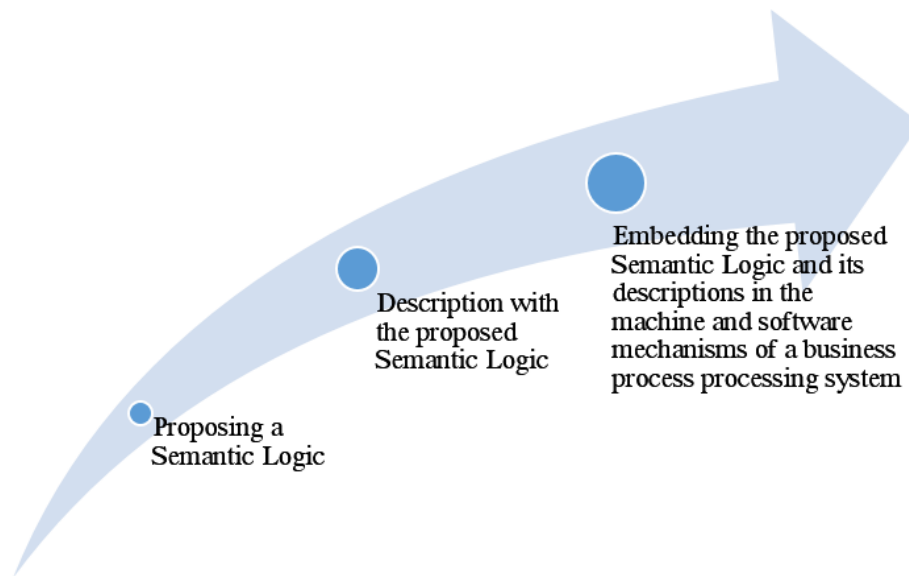 Proposing a
Semantic Logic
Description with
the proposed
Semantic Logic
Embedding the proposed
Semantic Logic and its
descriptions in the
machine and software
mechanisms of a business
process processing system